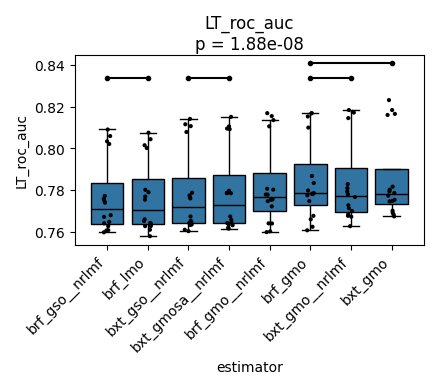 LT_roc_auc
p = 1.88e-08
LT_roc_auc
0.84
0.82
0.80
0.78
0.76
brf_gso__nrlmf
brf_lmo
bxt_gso__nrlmf
bxt_gmosa__nrlmf
brf_gmo__nrlmf
brf_gmo
bxt_gmo__nrlmf
bxt_gmo
estimator